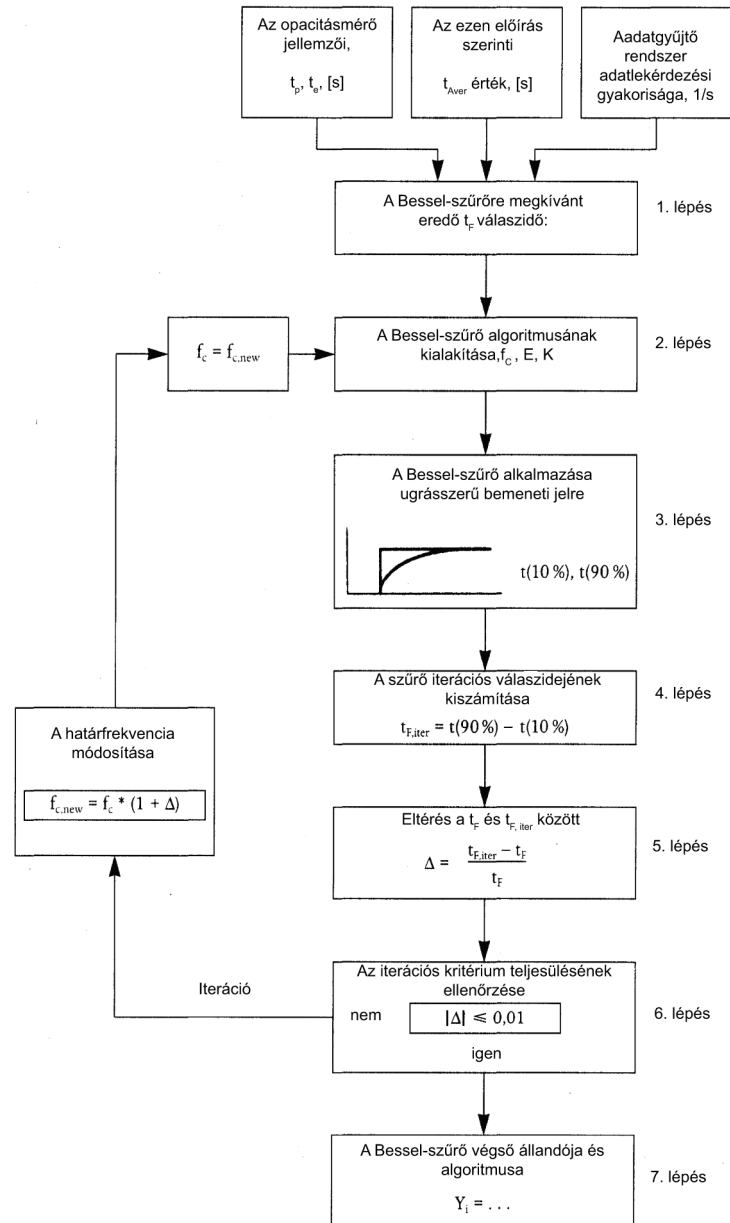 Az opacitásmérő
jellemzői,
t_p, t_e, [s]
Az ezen előírás
szerinti
t_Aver érték, [s]
Aadatgyűjtő
rendszer
adatlekérdezési
gyakorisága, 1/s
A Bessel-szűrőre megkívánt
eredő t_F válaszidő:
1. lépés
f_c = f_c,new
A Bessel-szűrő algoritmusának
kialakítása,f_C , E, K
2. lépés
A Bessel-szűrő alkalmazása
ugrásszerű bemeneti jelre
t(10 %), t(90 %)
3. lépés
A szűrő iterációs válaszidejének
kiszámítása
t_F,iter = t(90 %) − t(10 %)
4. lépés
A határfrekvencia
módosítása
f_c,new = f_c * (1 + Δ)
Eltérés a t_F és t_F, iter között
Δ = (t_F,iter − t_F) / t_F
5. lépés
Iteráció
Az iterációs kritérium teljesülésének
ellenőrzése
nem
|Δ| ⩽ 0,01
igen
6. lépés
A Bessel-szűrő végső állandója és
algoritmusa
Y_i = . . .
7. lépés